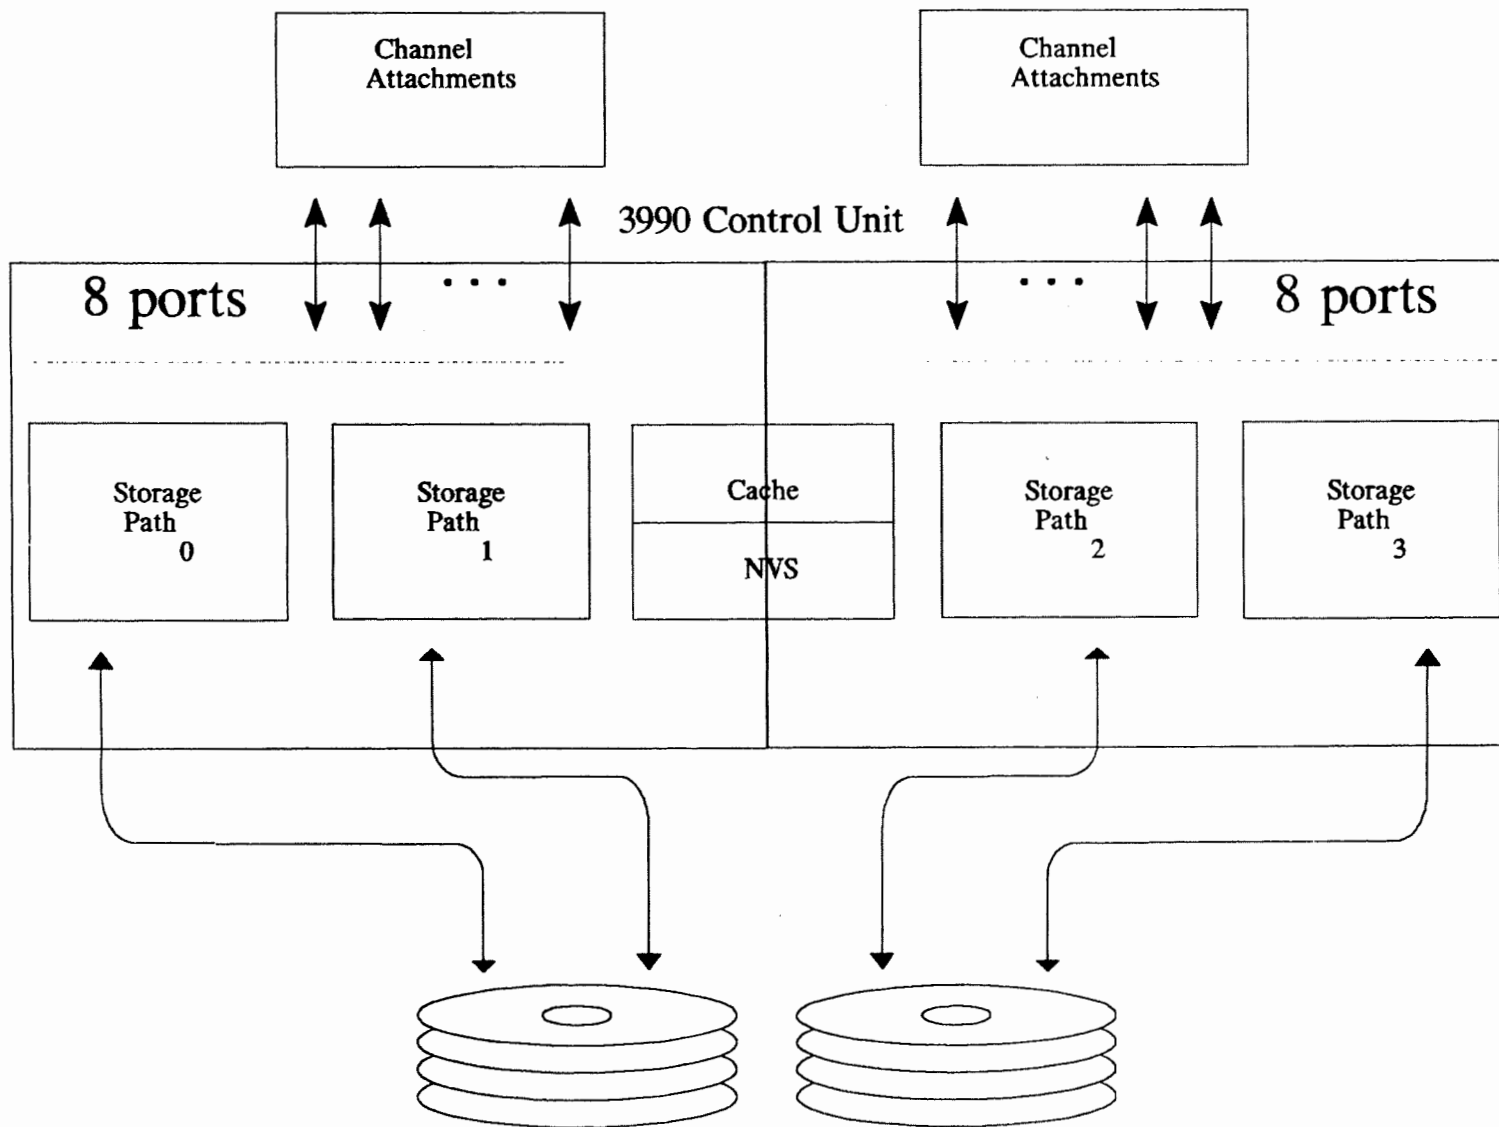 Channel
Attachments
Channel
Attachments
3990 Control Unit
8 ports
...
...
8 ports
Storage
Path
0
Storage
Path
1
Cache
NVS
Storage
Path
2
Storage
Path
3